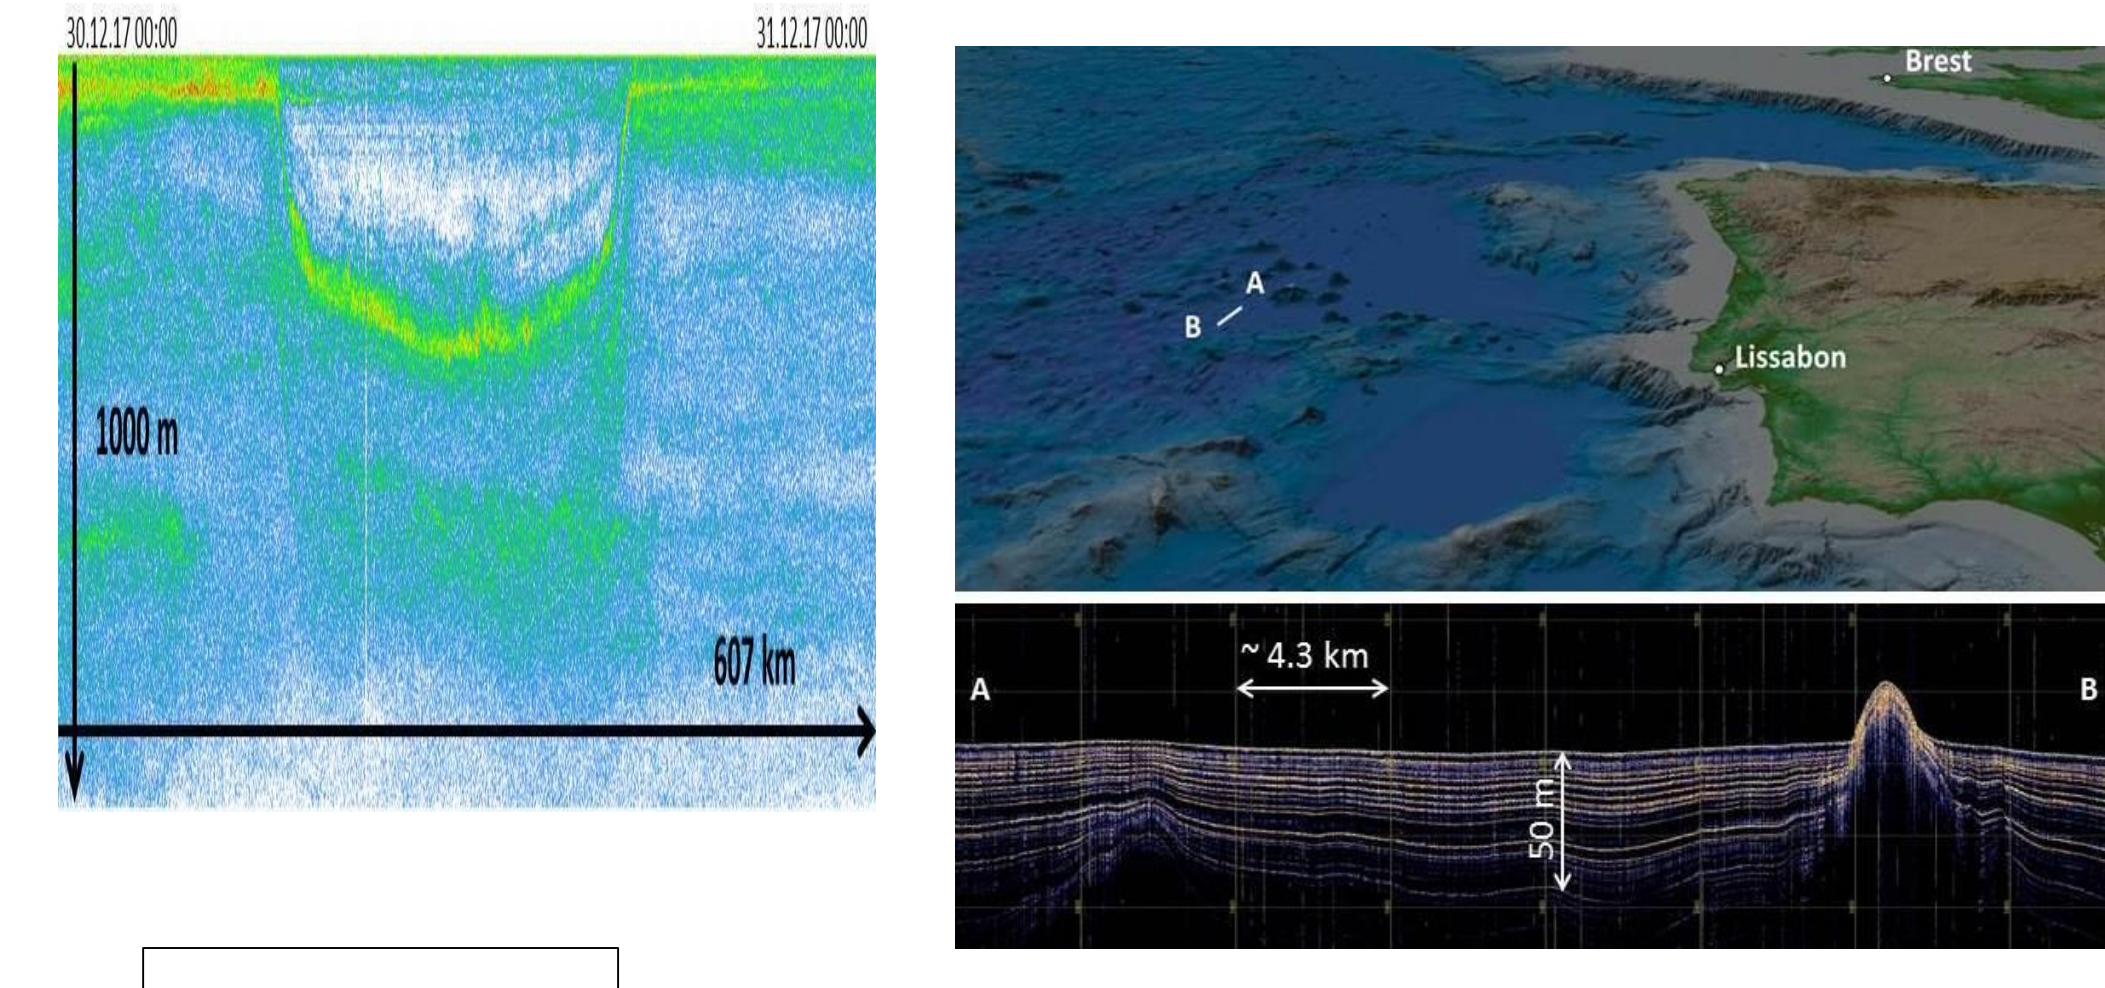 30.12.17 00:00
31.12.17 00:00
1000 m
607 km
Brest
A
B
Lissabon
~ 4.3 km
A
B
50 m